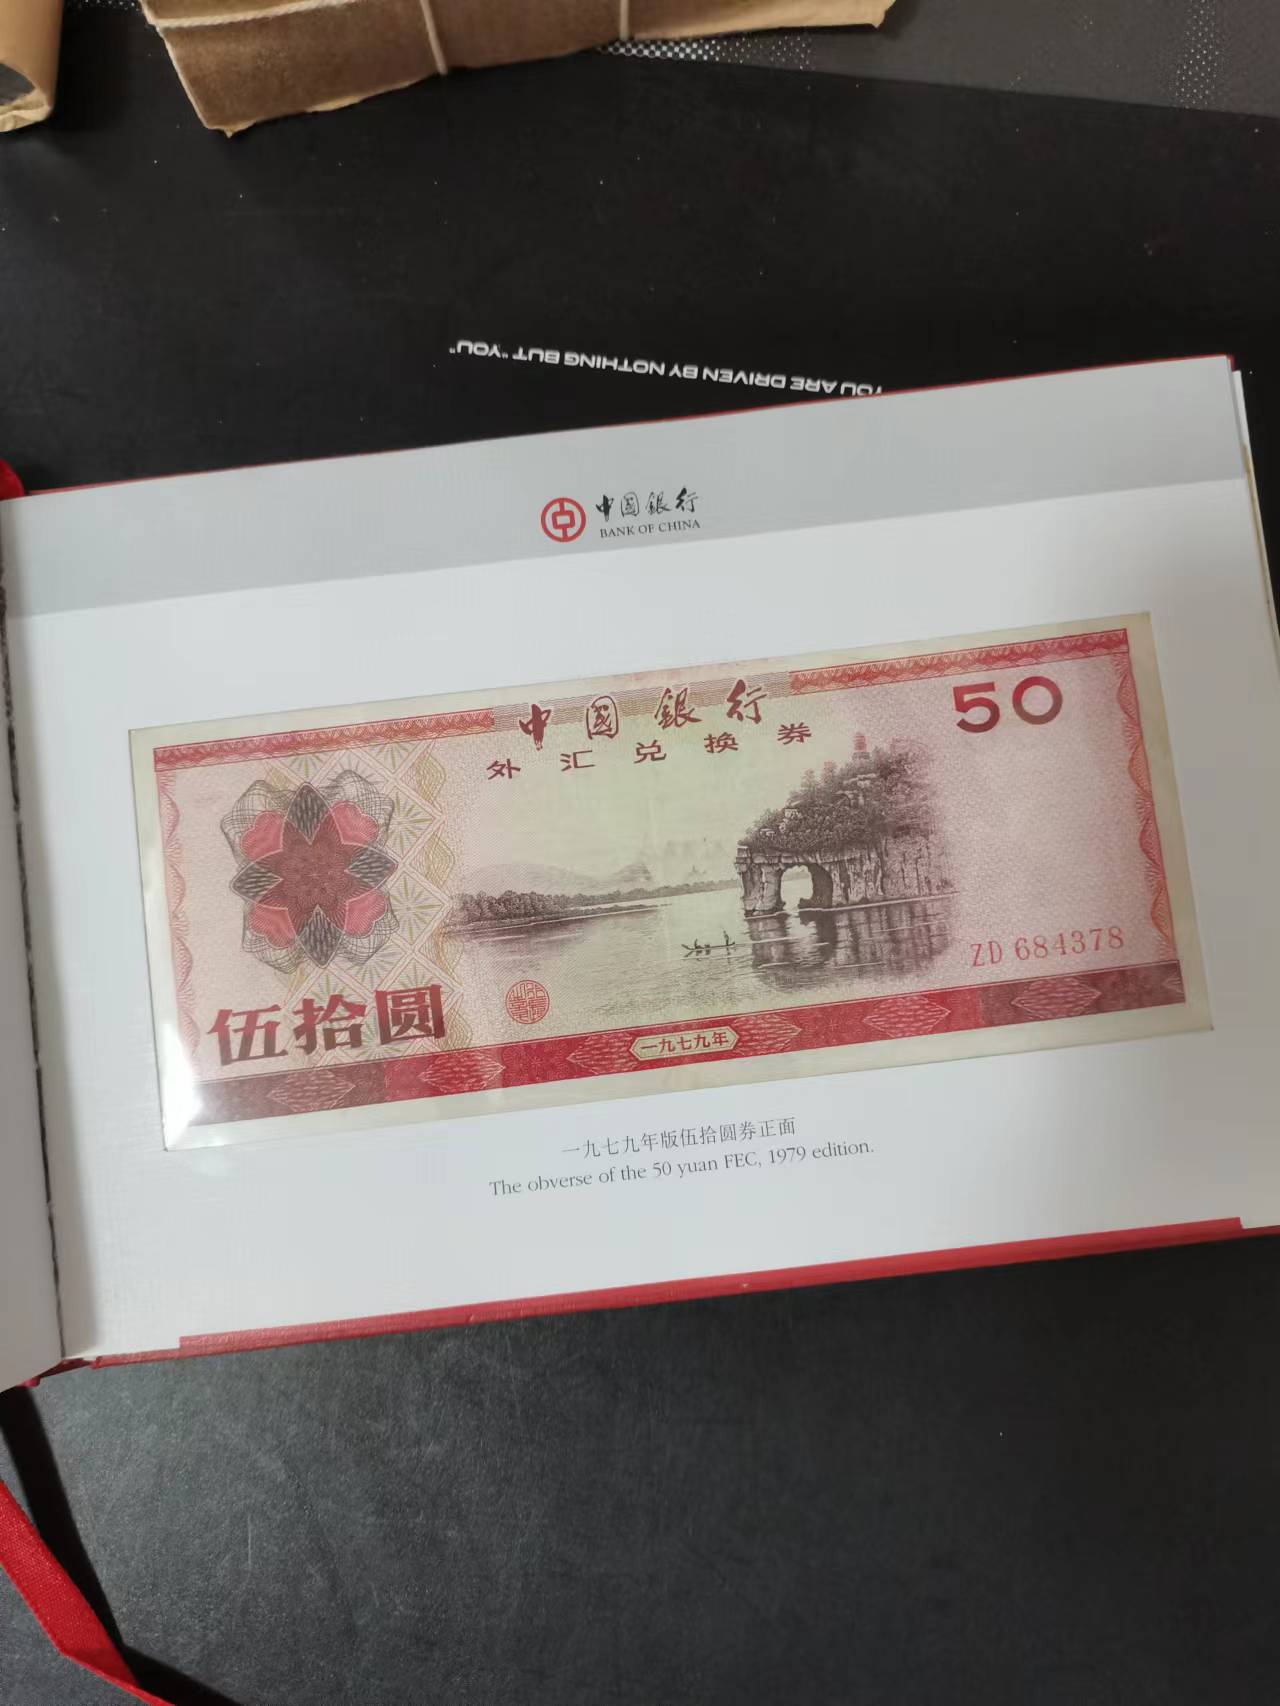 YOU ARE DRIVEN BY NOTHING BUT "YOU"
中國銀行
BANK OF CHINA
中國銀行
外汇兑换券
50
ZD 684378
伍拾圆
一九七九年
一九七九年版伍拾圆券正面
The obverse of the 50 yuan FEC, 1979 edition.